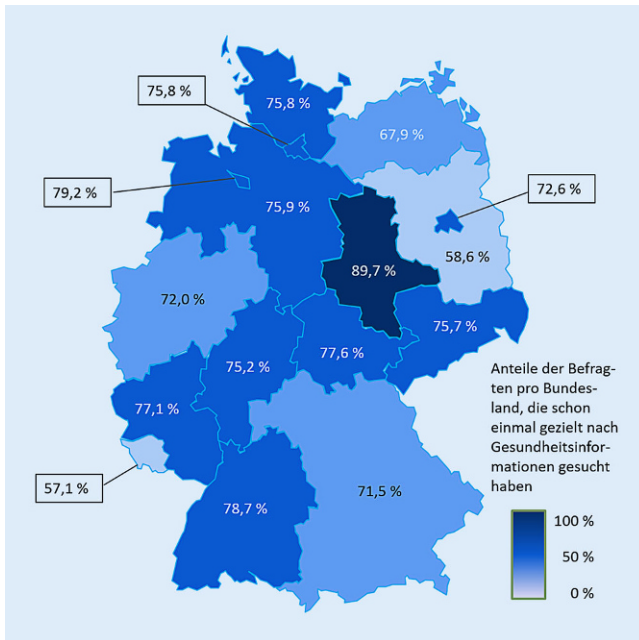 75,8 %
75,8 %
67,9 %
79,2 %
72,6 %
75,9 %
58,6 %
89,7 %
72,0 %
75,7 %
77,6 %
75,2 %
77,1 %
57,1 %
71,5 %
78,7 %
Anteile der Befrag-
ten pro Bundes-
land, die schon
einmal gezielt nach
Gesundheitsinfor-
mationen gesucht
haben
100 %
50 %
0 %